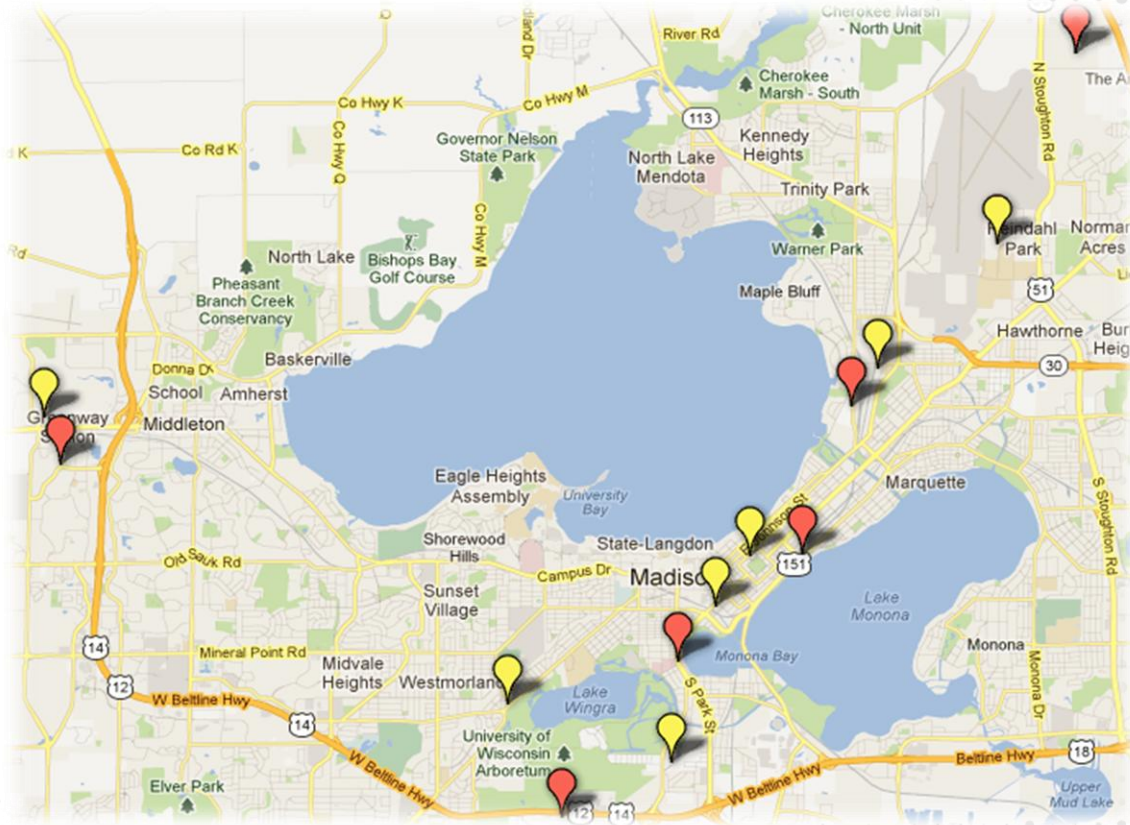 Cherokee Marsh
- North Unit
River Rd
Co Hwy K
Co Hwy M
Cherokee
Marsh - South
N Stoughton Rd
The A
113
Co Rd K
Co Hwy Q
Governor Nelson
State Park
Kennedy
Heights
North Lake
Mendota
Trinity Park
Co Hwy M
Rd
North Lake
Bishops Bay
Golf Course
Warner Park
Park
Norman
Acres
Pheasant
Branch Creek
Conservancy
Maple Bluff
51
Hawthorne
Baskerville
30
Donna Dr
School
Amherst
Middleton
Marquette
Eagle Heights
Assembly
University
Bay
S Stoughton Rd
Shorewood
Hills
State-Langdon
151
Old Sauk Rd
Campus Dr
Sunset
Village
Lake
Monona
14
Mineral Point Rd
Monona Bay
Monona
Midvale
Heights
Westmorland
12
Lake
Wingra
S Park St
Monona Dr
W Beltline Hwy
14
University of
Wisconsin
Arboretum
Beltline Hwy
18
W Beltline Hwy
W Beltline Hwy
Elver Park
12
14
Upper
Mud Lake